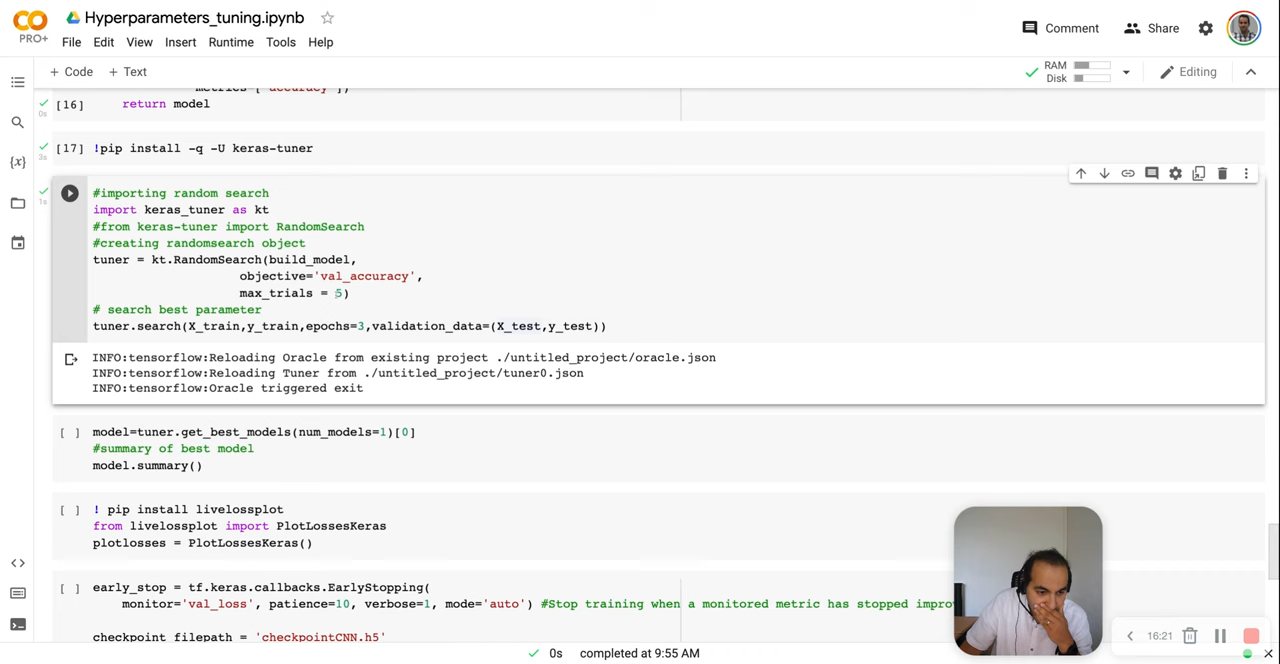 Hyperparameters_tuning.ipynb
PRO+
File Edit View Insert Runtime Tools Help
Comment
Share
+ Code + Text
RAM
Disk
Editing
[16] return model
[17] !pip install -q -U keras-tuner
3s
#importing random search
1s
import keras_tuner as kt
#from keras-tuner import RandomSearch
#creating randomsearch object
tuner = kt.RandomSearch(build_model,
objective='val_accuracy',
max_trials = 5)
# search best parameter
tuner.search(X_train,y_train,epochs=3,validation_data=(X_test,y_test))
INFO:tensorflow:Reloading Oracle from existing project ./untitled_project/oracle.json
INFO:tensorflow:Reloading Tuner from ./untitled_project/tuner0.json
INFO:tensorflow:Oracle triggered exit
[ ] model=tuner.get_best_models(num_models=1)[0]
#summary of best model
model.summary()
[ ] ! pip install livelossplot
from livelossplot import PlotLossesKeras
plotlosses = PlotLossesKeras()
[ ] early_stop = tf.keras.callbacks.EarlyStopping(
monitor='val_loss', patience=10, verbose=1, mode='auto') #Stop training when a monitored metric has stopped
checkpoint_filepath = 'checkpointCNN.h5'
16:21
0s completed at 9:55 AM